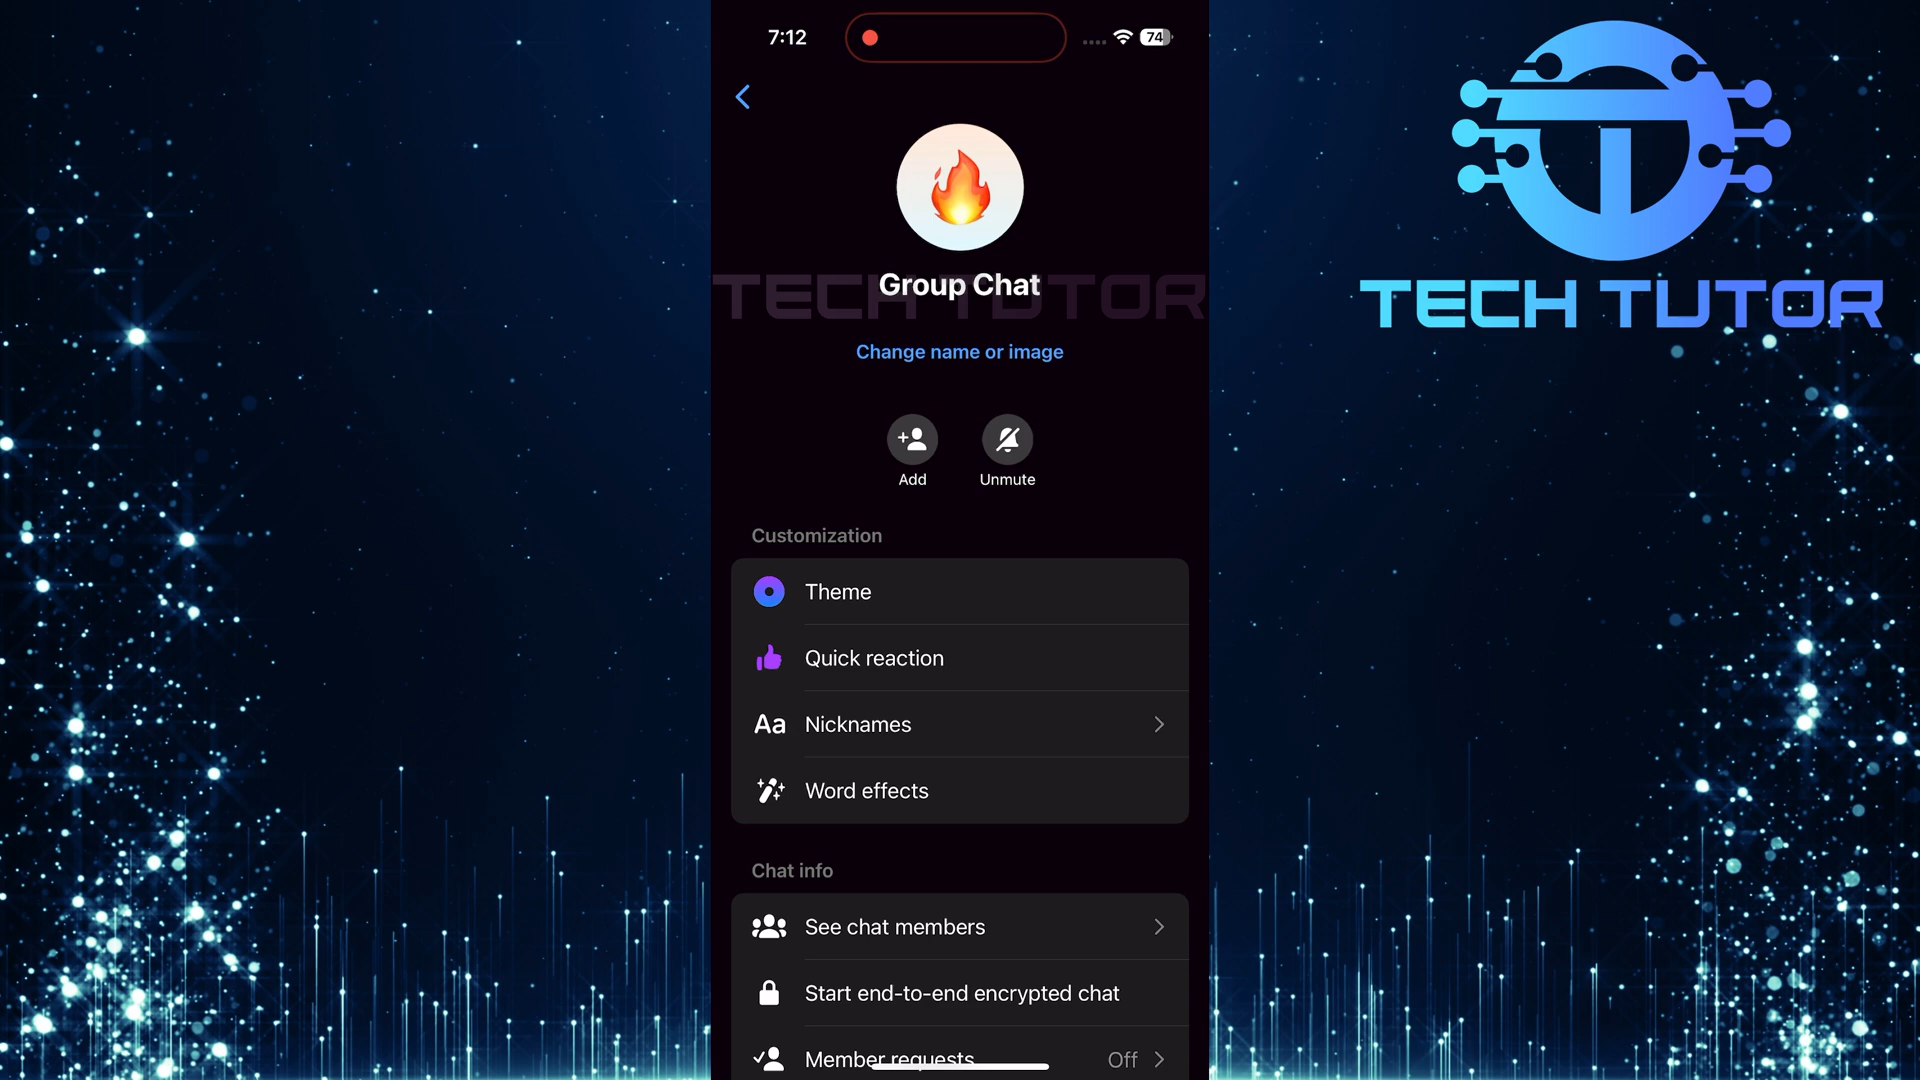 7:12
74
TECH TUTOR
Group Chat
TECH TUTOR
Change name or image
Add
Unmute
Customization
Theme
Quick reaction
Aa
Nicknames
Word effects
Chat info
See chat members
Start end-to-end encrypted chat
Member requests
Off